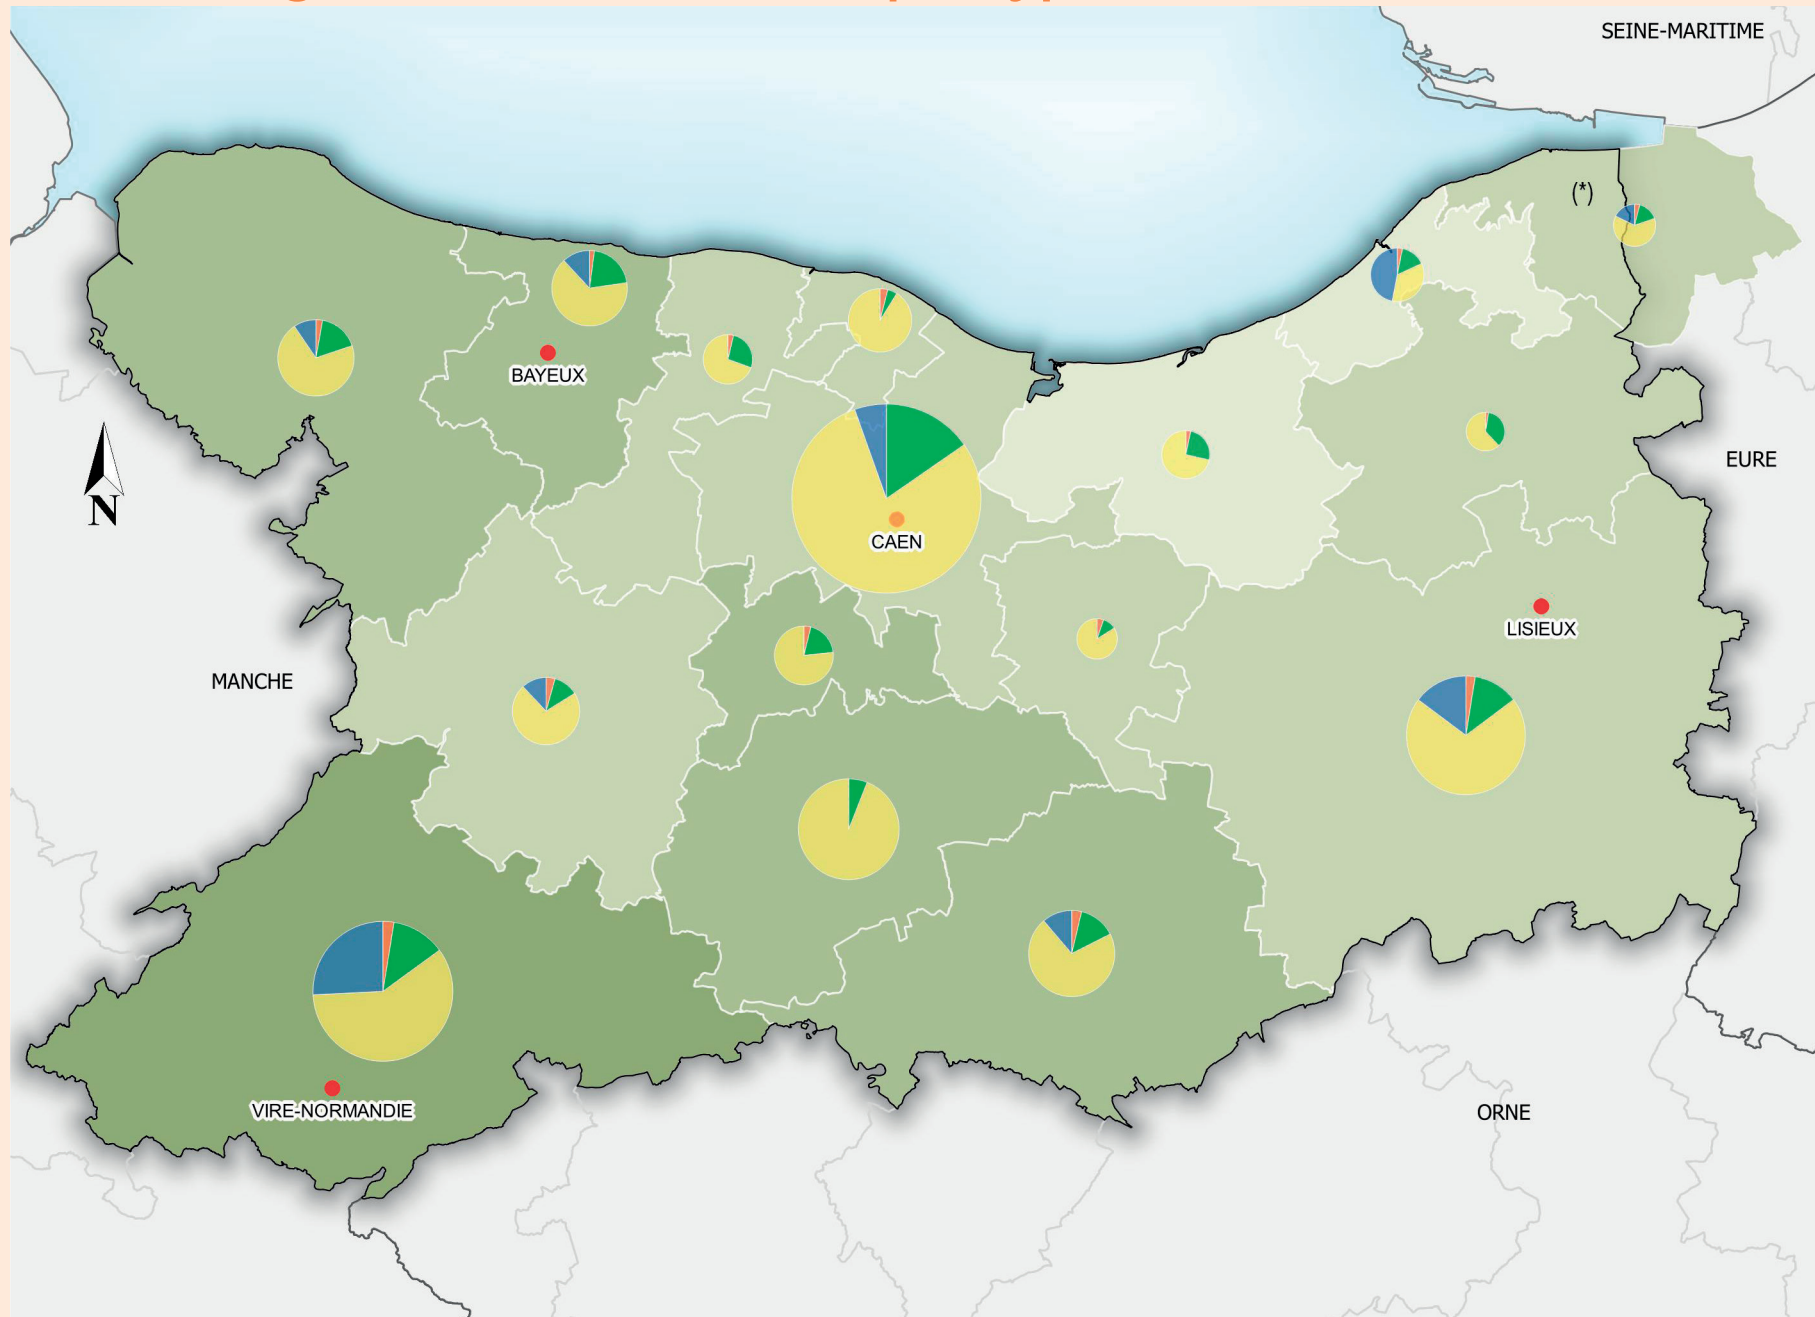 SEINE-MARITIME
(*)
BAYEUX
EURE
N
CAEN
LISIEUX
MANCHE
VIRE-NORMANDIE
ORNE